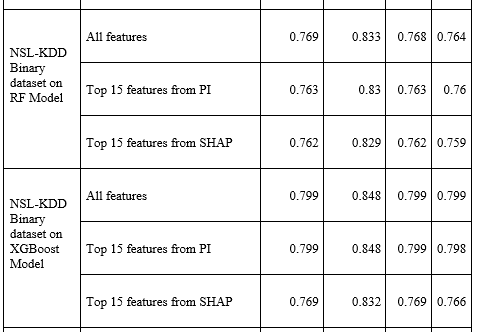 NSL-KDD
Binary
dataset on
RF Model
All features 0.769 0.833 0.768 0.764
Top 15 features from PI 0.763 0.83 0.763 0.76
Top 15 features from SHAP 0.762 0.829 0.762 0.759
NSL-KDD
Binary
dataset on
XGBoost
Model
All features 0.799 0.848 0.799 0.799
Top 15 features from PI 0.799 0.848 0.799 0.798
Top 15 features from SHAP 0.769 0.832 0.769 0.766